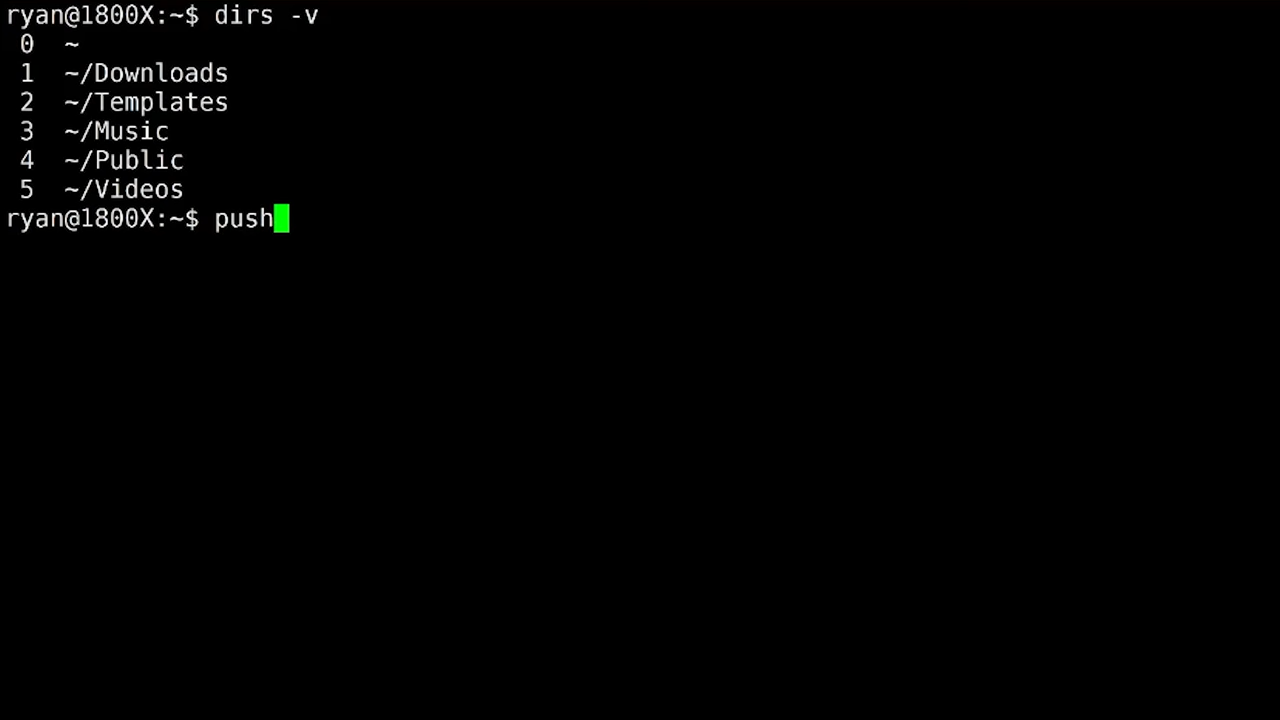 ryan@1800X:~$ dirs -v
 0  ~
 1  ~/Downloads
 2  ~/Templates
 3  ~/Music
 4  ~/Public
 5  ~/Videos
ryan@1800X:~$ push